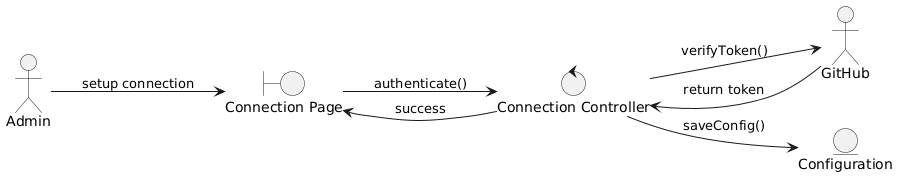 setup connection
Admin
Connection Page
authenticate()
success
Connection Controller
verifyToken()
return token
GitHub
saveConfig()
Configuration